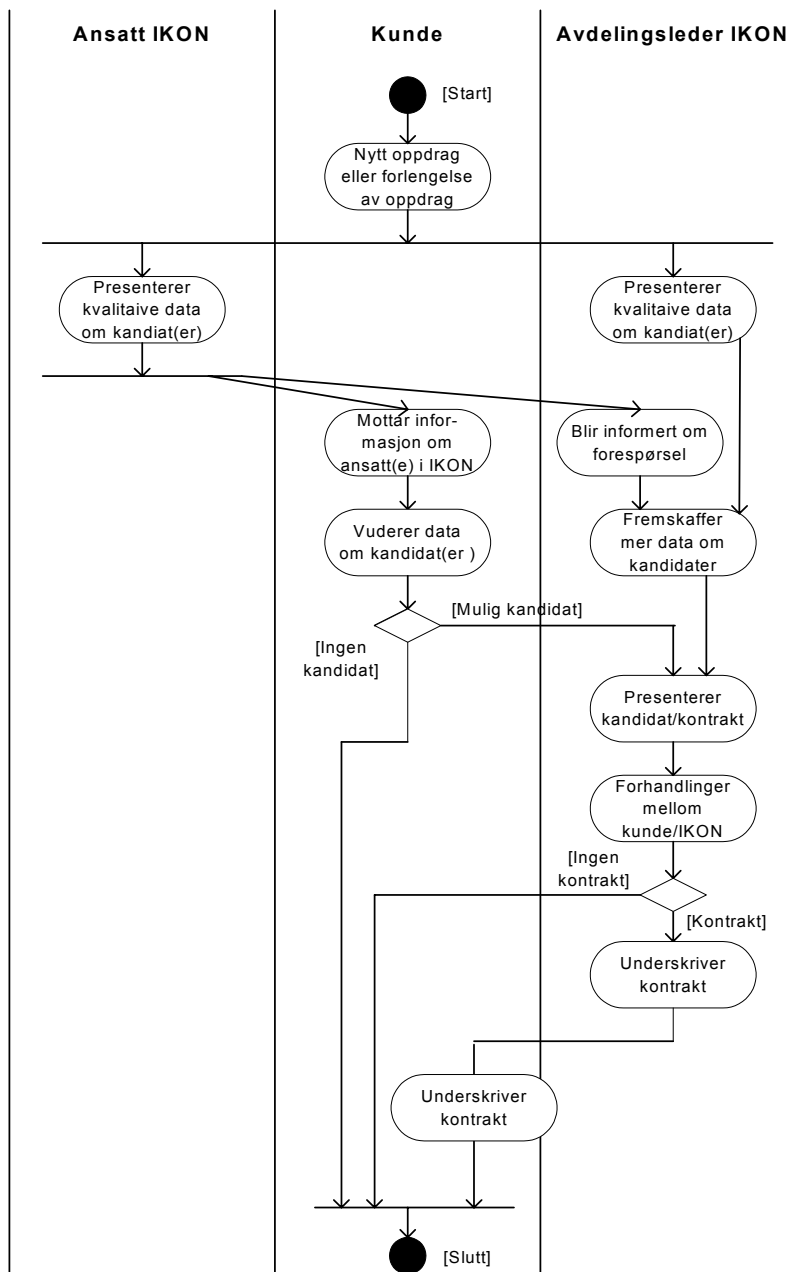 Ansatt IKON
Kunde
Avdelingsleder IKON
[Start]
Nytt oppdrag
eller forlengelse
av oppdrag
Presenterer
kvalitaive data
om kandiat(er)
Presenterer
kvalitaive data
om kandiat(er)
Mottar infor-
masjon om
ansatt(e) i IKON
Blir informert om
forespørsel
Vuderer data
om kandidat(er )
Fremskaffer
mer data om
kandidater
[Mulig kandidat]
[Ingen
kandidat]
Presenterer
kandidat/kontrakt
Forhandlinger
mellom
kunde/IKON
[Ingen
kontrakt]
[Kontrakt]
Underskriver
kontrakt
Underskriver
kontrakt
[Slutt]